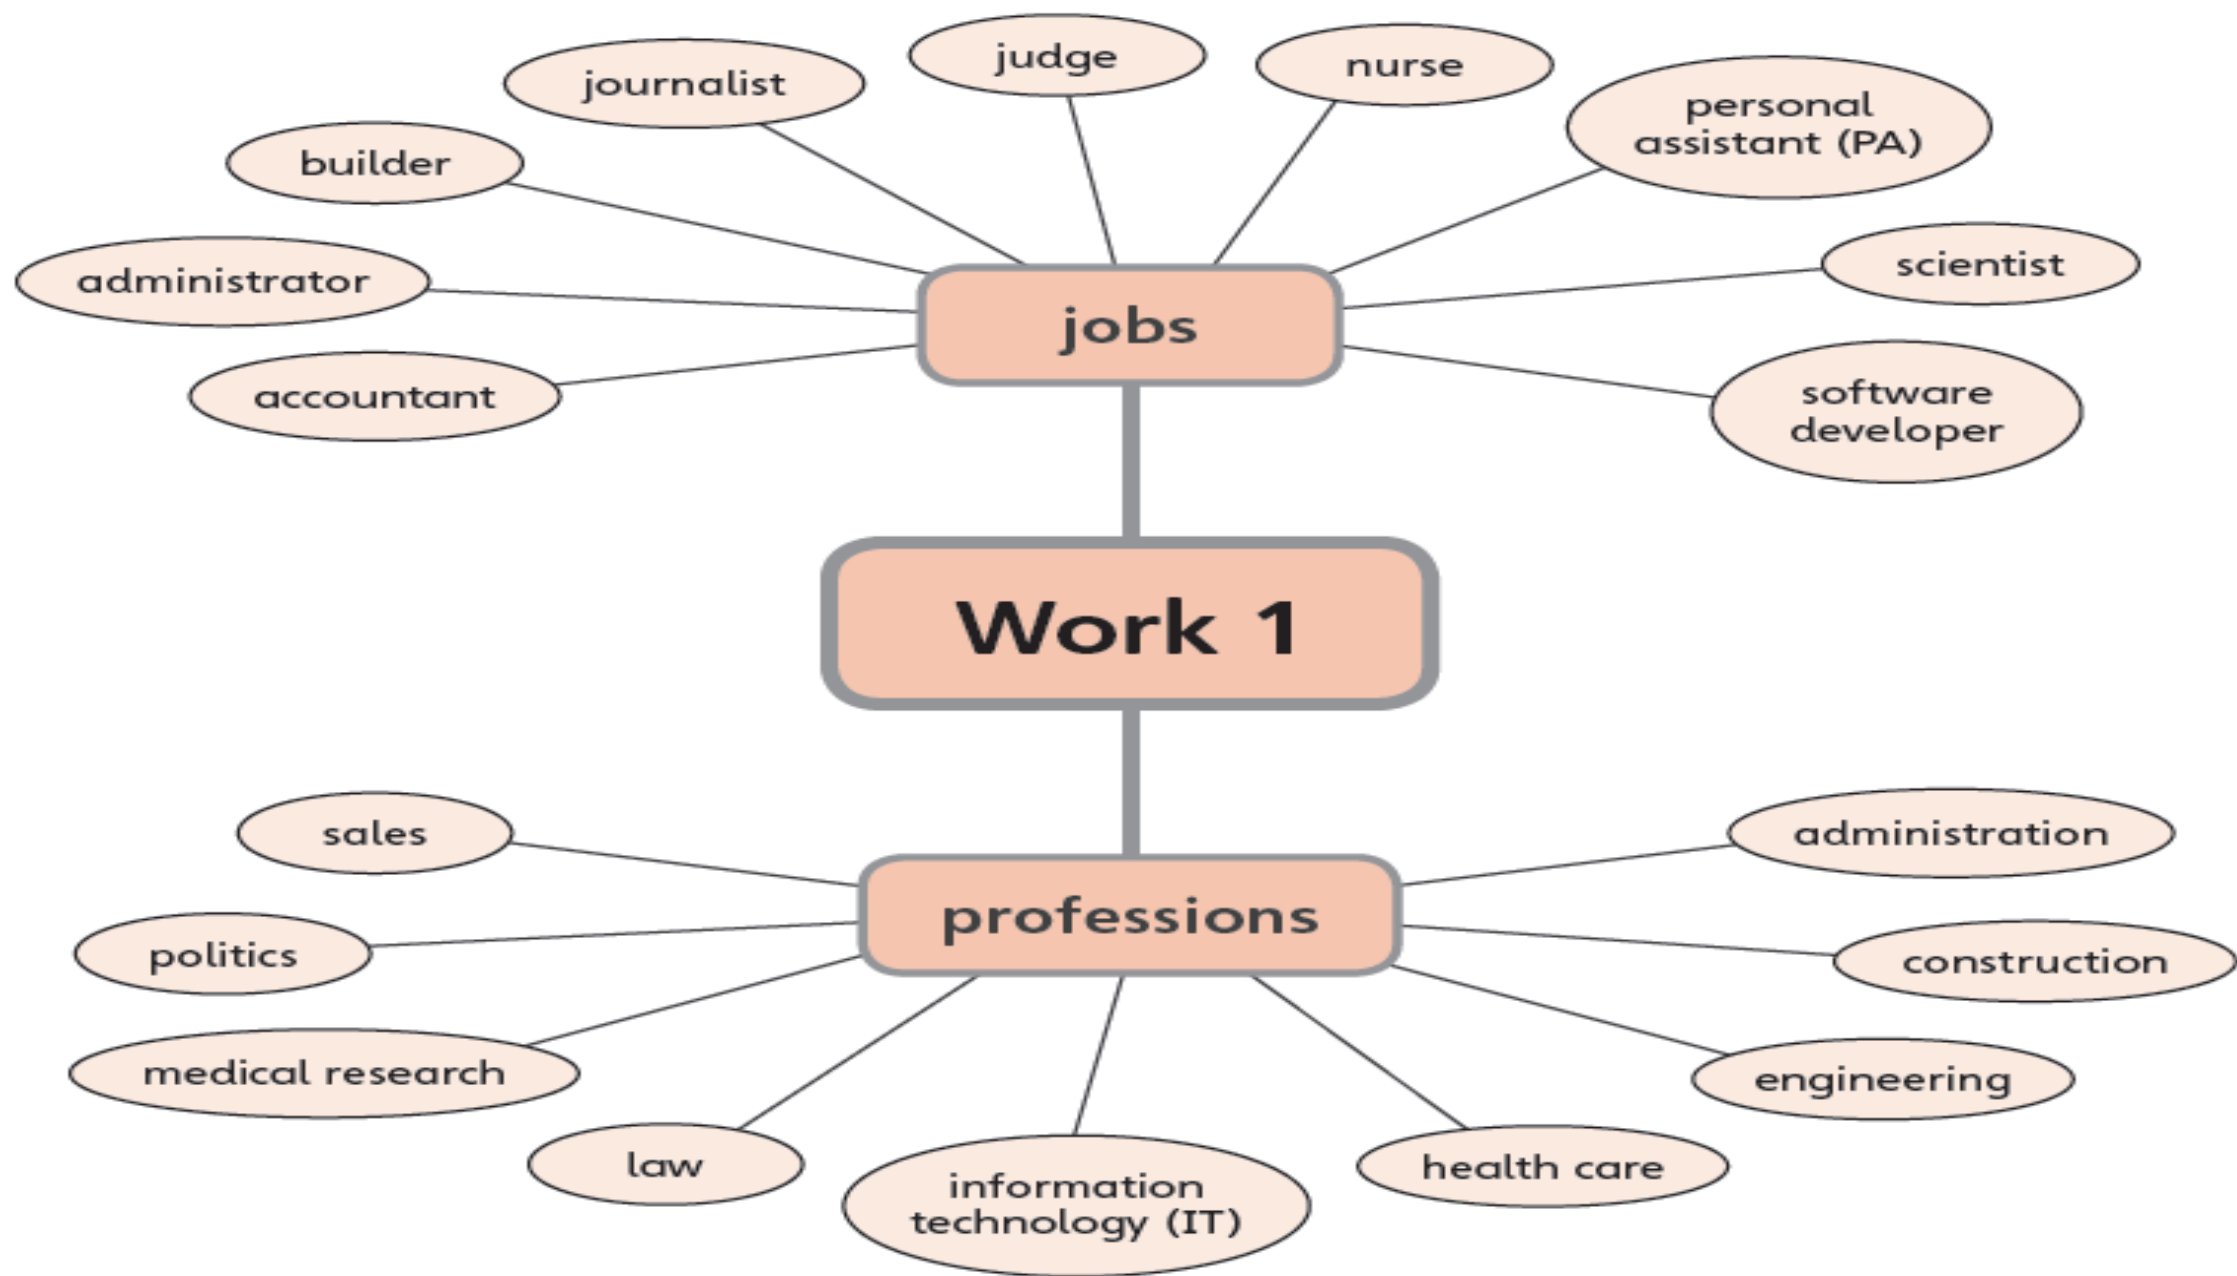 judge
nurse
journalist
personal
assistant (PA)
builder
scientist
administrator
accountant
software
developer
jobs
Work 1
professions
sales
administration
politics
construction
medical research
engineering
law
information
technology (IT)
health care